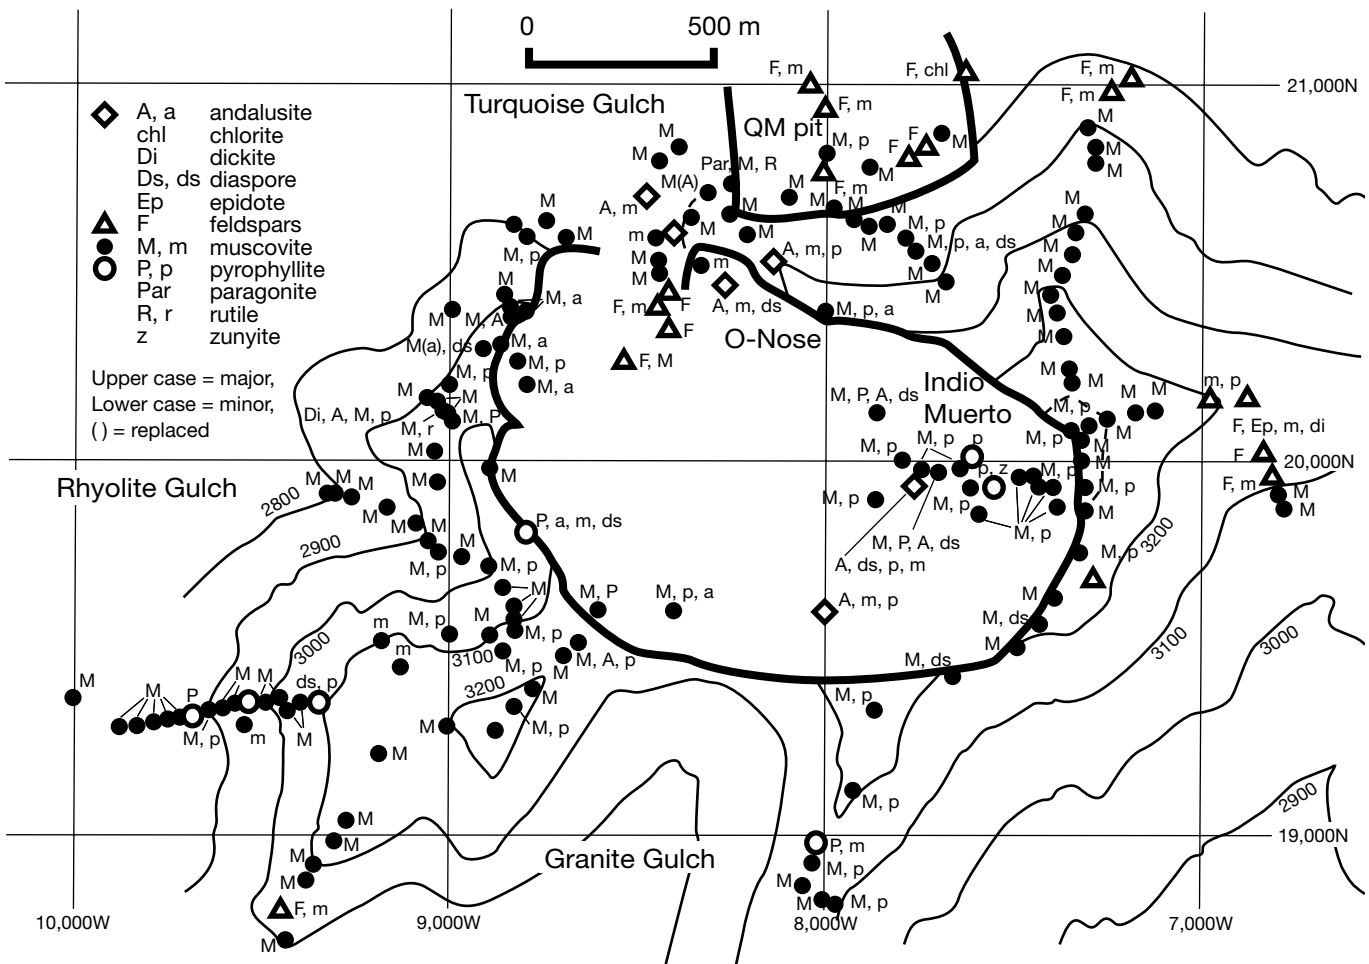 0 500 m
F, m
F, chl
F, m
21,000N
Turquoise Gulch
F, m
F, m
QM pit
A, a andalusite
chl chlorite
Di dickite
Ds, ds diaspore
Ep epidote
F feldspars
M, m muscovite
P, p pyrophyllite
Par paragonite
R, r rutile
z zunyite
Upper case = major,
Lower case = minor,
( ) = replaced
M
M
M, p
F
F
M
M
M
M
M
Par, M, R
M(A)
M
M
F, m
A, m
M
M
M
M
M
M, p
M
M
M
m
M
M, p, a, ds
M, p
A, m, p
M
M
m
M
M
M
M
M, a
F, m
F
A, m, ds
M, p, a
M
M
M, A
F
O-Nose
M
M(a), ds
M, a
F, M
M, p
M, p
M, a
Indio
Muerto
M
M
M
m, p
M
M
M, P, A, ds
M, p
Di, A, M, p
M, r
M, P
M
F, Ep, m, di
M, p
p
M, p
M, p
M
F
20,000N
M
M
M
Rhyolite Gulch
p, z
M, p
M
M, p
F, m
M
M
2800
M, p
M, p
M
M
M
P, a, m, ds
M, p
M, P, A, ds
3200
2900
M
M, p
A, ds, p, m
M, p
M, p
M
M, P
M, p, a
A, m, p
M
m
M, p
M
M, p
M, ds
3000
m
3100
M, p
M
M, A, p
M
3100
3000
M
M
M
M
P
ds, p
3200
M
M, ds
M, p
M, p
m
M
M
M, p
M
2900
M, p
M
M
19,000N
Granite Gulch
P, m
M
M, p
M
M
F, m
M
M, p
M
10,000W
9,000W
8,000W
7,000W